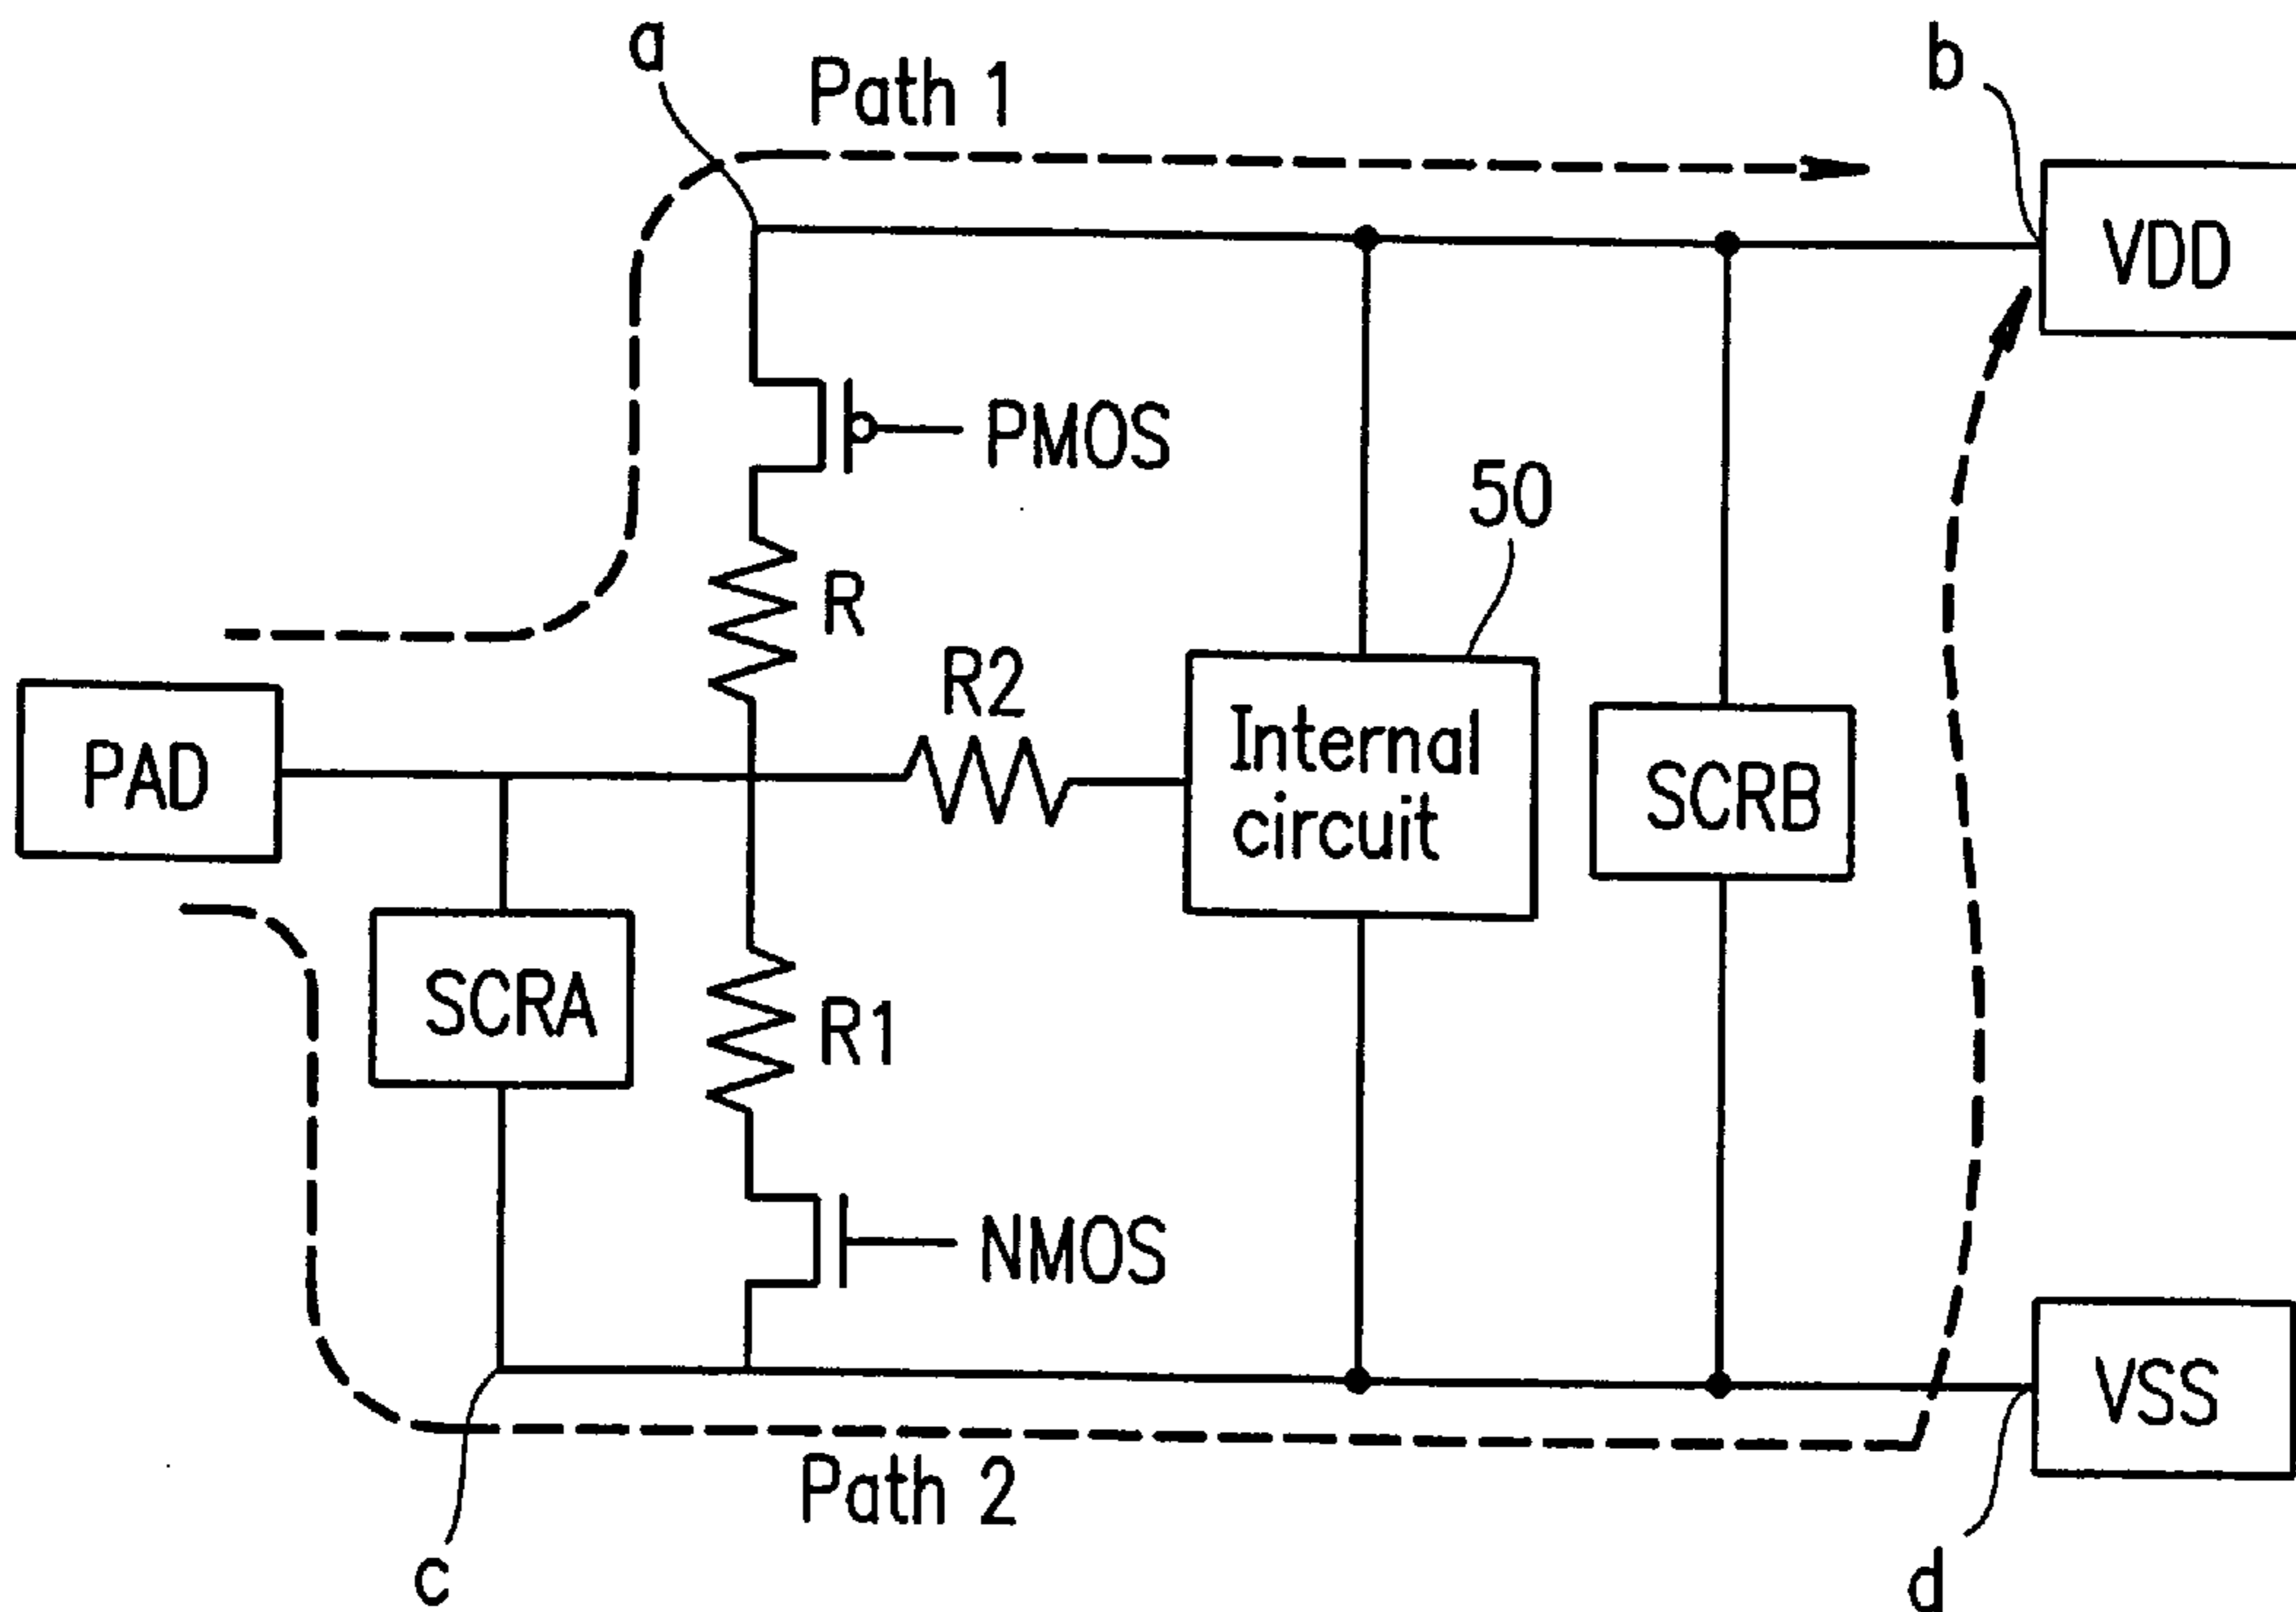 a
Path 1
b
VDD
PMOS
50
R
R2
PAD
Internal
circuit
SCRB
SCRA
R1
NMOS
VSS
Path 2
c
d